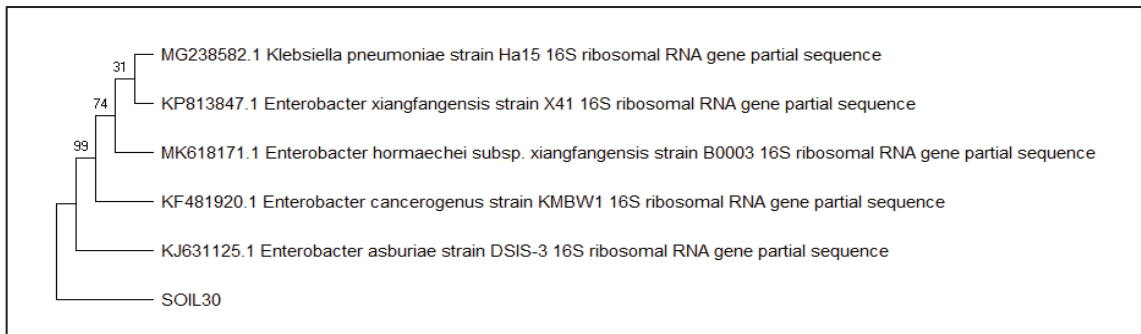 MG238582.1 Klebsiella pneumoniae strain Ha15 16S ribosomal RNA gene partial sequence
31
KP813847.1 Enterobacter xiangfangensis strain X41 16S ribosomal RNA gene partial sequence
74
MK618171.1 Enterobacter hormaechei subsp. xiangfangensis strain B0003 16S ribosomal RNA gene partial sequence
99
KF481920.1 Enterobacter cancerogenus strain KMBW1 16S ribosomal RNA gene partial sequence
KJ631125.1 Enterobacter asburiae strain DSIS-3 16S ribosomal RNA gene partial sequence
SOIL30